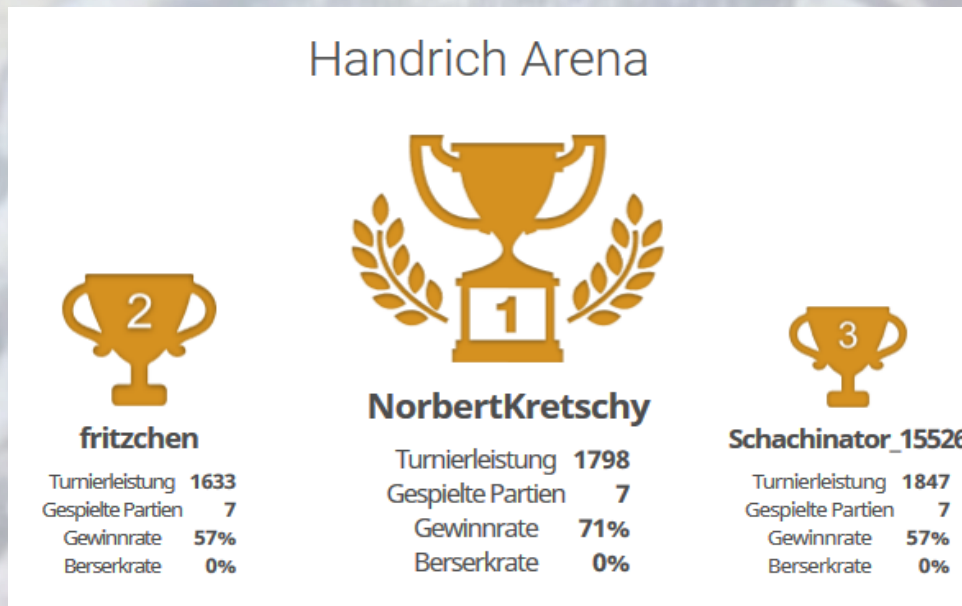 Handrich Arena
2
1
3
fritzchen
Turnierleistung 1633
Gespielte Partien 7
Gewinnrate 57%
Berserkrate 0%
NorbertKretschy
Turnierleistung 1798
Gespielte Partien 7
Gewinnrate 71%
Berserkrate 0%
Schachinator_15526
Turnierleistung 1847
Gespielte Partien 7
Gewinnrate 57%
Berserkrate 0%